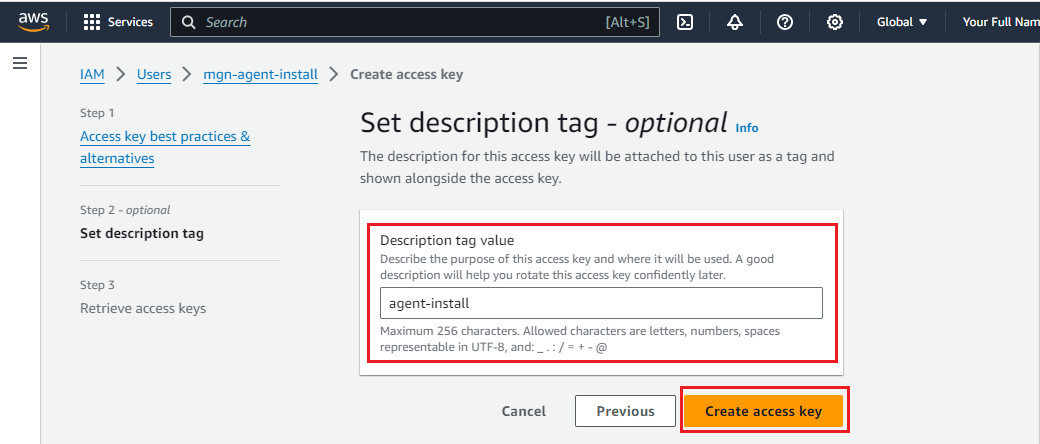 aws
Services
Search
[Alt+S]
Global
Your Full Nam
IAM
Users
mgn-agent-install
Create access key
Step 1
Access key best practices &
alternatives
Step 2 - optional
Set description tag
Step 3
Retrieve access keys
Set description tag - optional Info
The description for this access key will be attached to this user as a tag and
shown alongside the access key.
Description tag value
Describe the purpose of this access key and where it will be used. A good
description will help you rotate this access key confidently later.
agent-install
Maximum 256 characters. Allowed characters are letters, numbers, spaces
representable in UTF-8, and: _ . : / = + - @
Cancel
Previous
Create access key